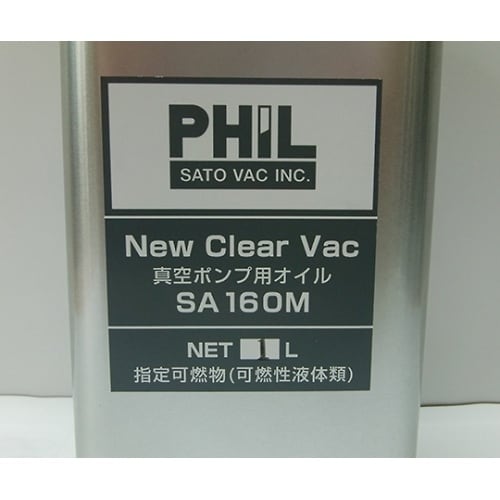 PHIL
SATO VAC INC.
New Clear Vac
真空ポンプ用オイル
SA160M
NET 1 L
指定可燃物(可燃性液体類)